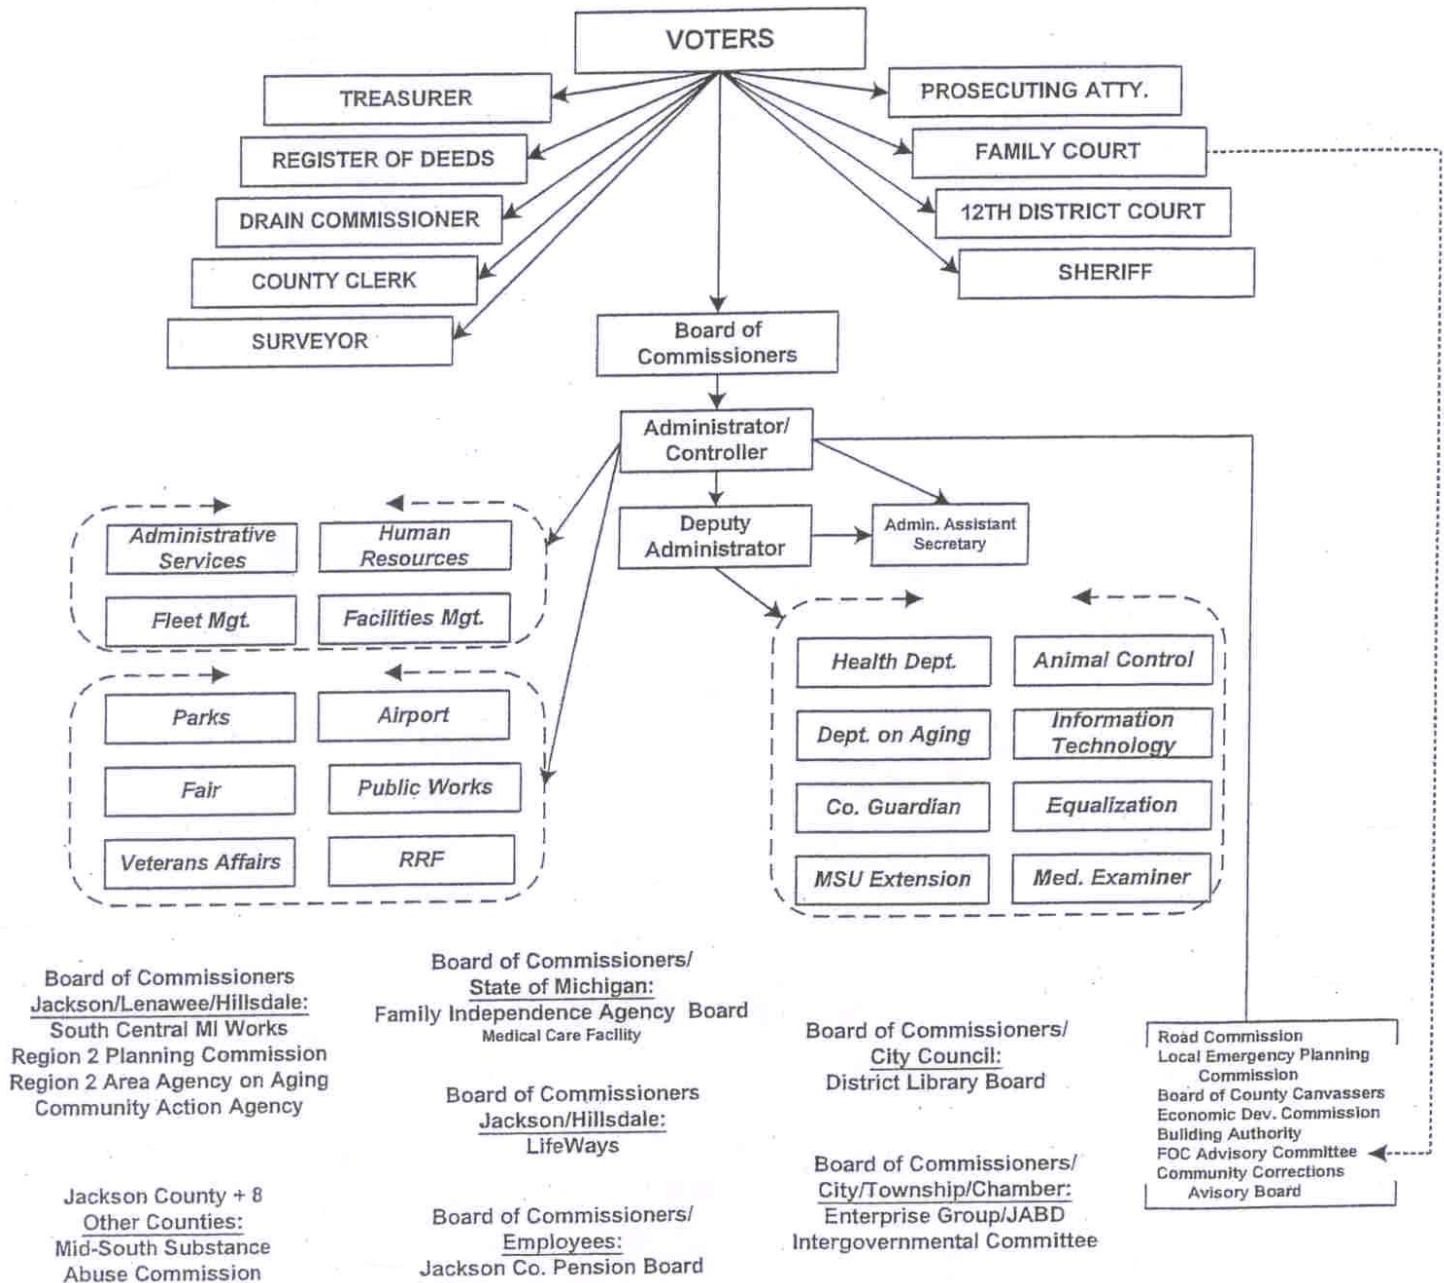 VOTERS
TREASURER
REGISTER OF DEEDS
DRAIN COMMISSIONER
COUNTY CLERK
SURVEYOR
PROSECUTING ATTY.
FAMILY COURT
12TH DISTRICT COURT
SHERIFF
Board of
Commissioners
Administrator/
Controller
Deputy
Administrator
Admin. Assistant
Secretary
Administrative
Services
Human
Resources
Fleet Mgt.
Facilities Mgt.
Parks
Airport
Fair
Public Works
Veterans Affairs
RRF
Health Dept.
Animal Control
Dept. on Aging
Information
Technology
Co. Guardian
Equalization
MSU Extension
Med. Examiner
Board of Commissioners
Jackson/Lenawee/Hillsdale:
South Central MI Works
Region 2 Planning Commission
Region 2 Area Agency on Aging
Community Action Agency
Jackson County + 8
Other Counties:
Mid-South Substance
Abuse Commission
Board of Commissioners/
State of Michigan:
Family Independence Agency Board
Medical Care Facility
Board of Commissioners
Jackson/Hillsdale:
LifeWays
Board of Commissioners/
Employees:
Jackson Co. Pension Board
Board of Commissioners/
City Council:
District Library Board
Board of Commissioners/
City/Township/Chamber:
Enterprise Group/JABD
Intergovernmental Committee
Road Commission
Local Emergency Planning
Commission
Board of County Canvassers
Economic Dev. Commission
Building Authority
FOC Advisory Committee
Community Corrections
Avisory Board